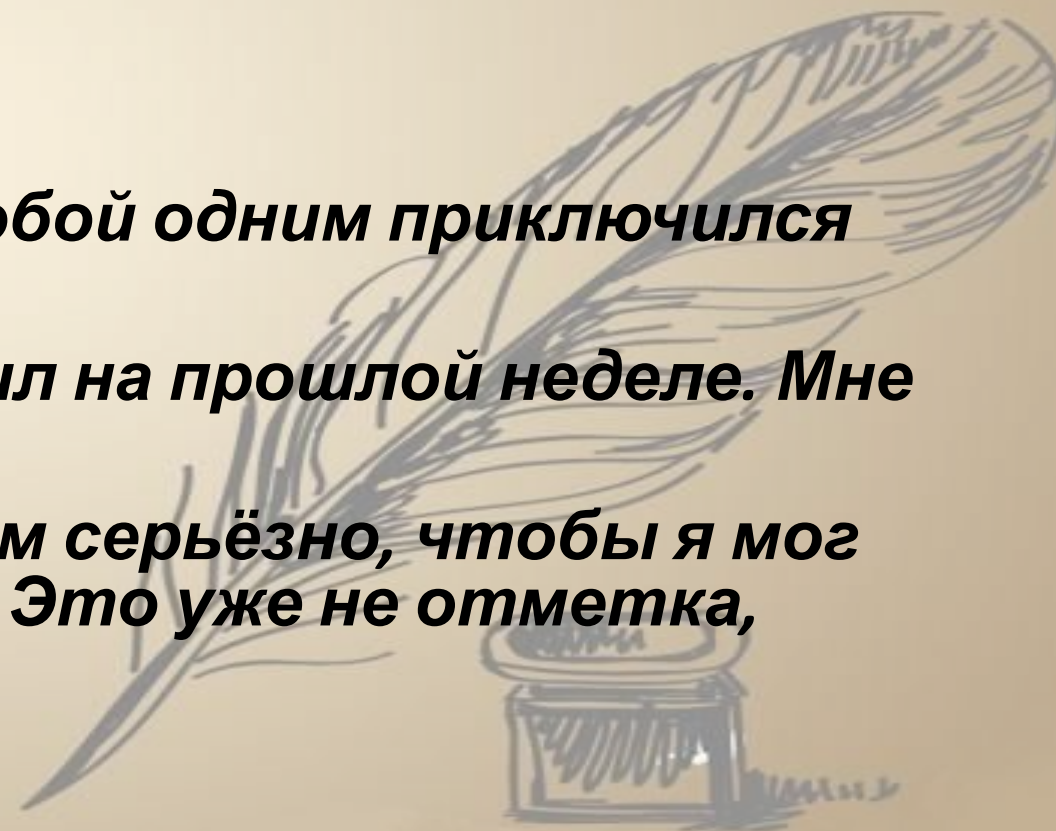 обой одним приключился
ил на прошлой неделе. Мне
м серьёзно, чтобы я мог
Это уже не отметка,